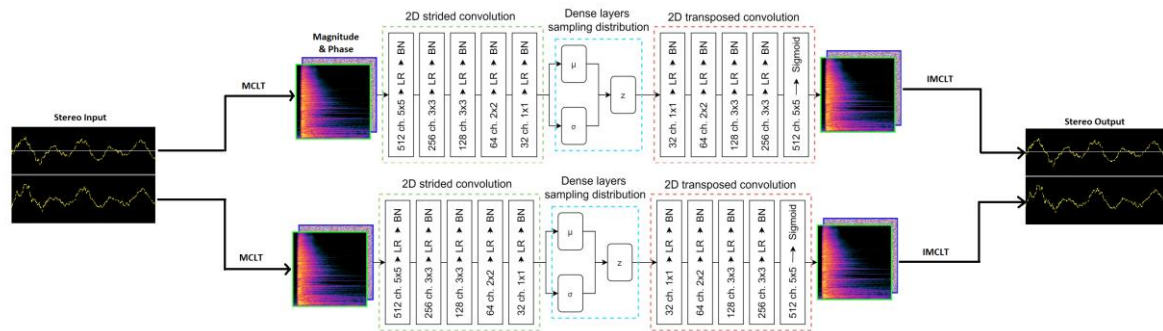 2D strided convolution
Dense layers
sampling distribution
2D transposed convolution
Magnitude
& Phase
Stereo Input
MCLT
512 ch. 5x5 → LR → BN
256 ch. 3x3 → LR → BN
128 ch. 3x3 → LR → BN
64 ch. 2x2 → LR → BN
32 ch. 1x1 → LR → BN
μ
σ
z
32 ch. 1x1 → LR → BN
64 ch. 2x2 → LR → BN
128 ch. 3x3 → LR → BN
256 ch. 3x3 → LR → BN
512 ch. 5x5 → Sigmoid
IMCLT
Stereo Output
2D strided convolution
Dense layers
sampling distribution
2D transposed convolution
MCLT
512 ch. 5x5 → LR → BN
256 ch. 3x3 → LR → BN
128 ch. 3x3 → LR → BN
64 ch. 2x2 → LR → BN
32 ch. 1x1 → LR → BN
μ
σ
z
32 ch. 1x1 → LR → BN
64 ch. 2x2 → LR → BN
128 ch. 3x3 → LR → BN
256 ch. 3x3 → LR → BN
512 ch. 5x5 → Sigmoid
IMCLT